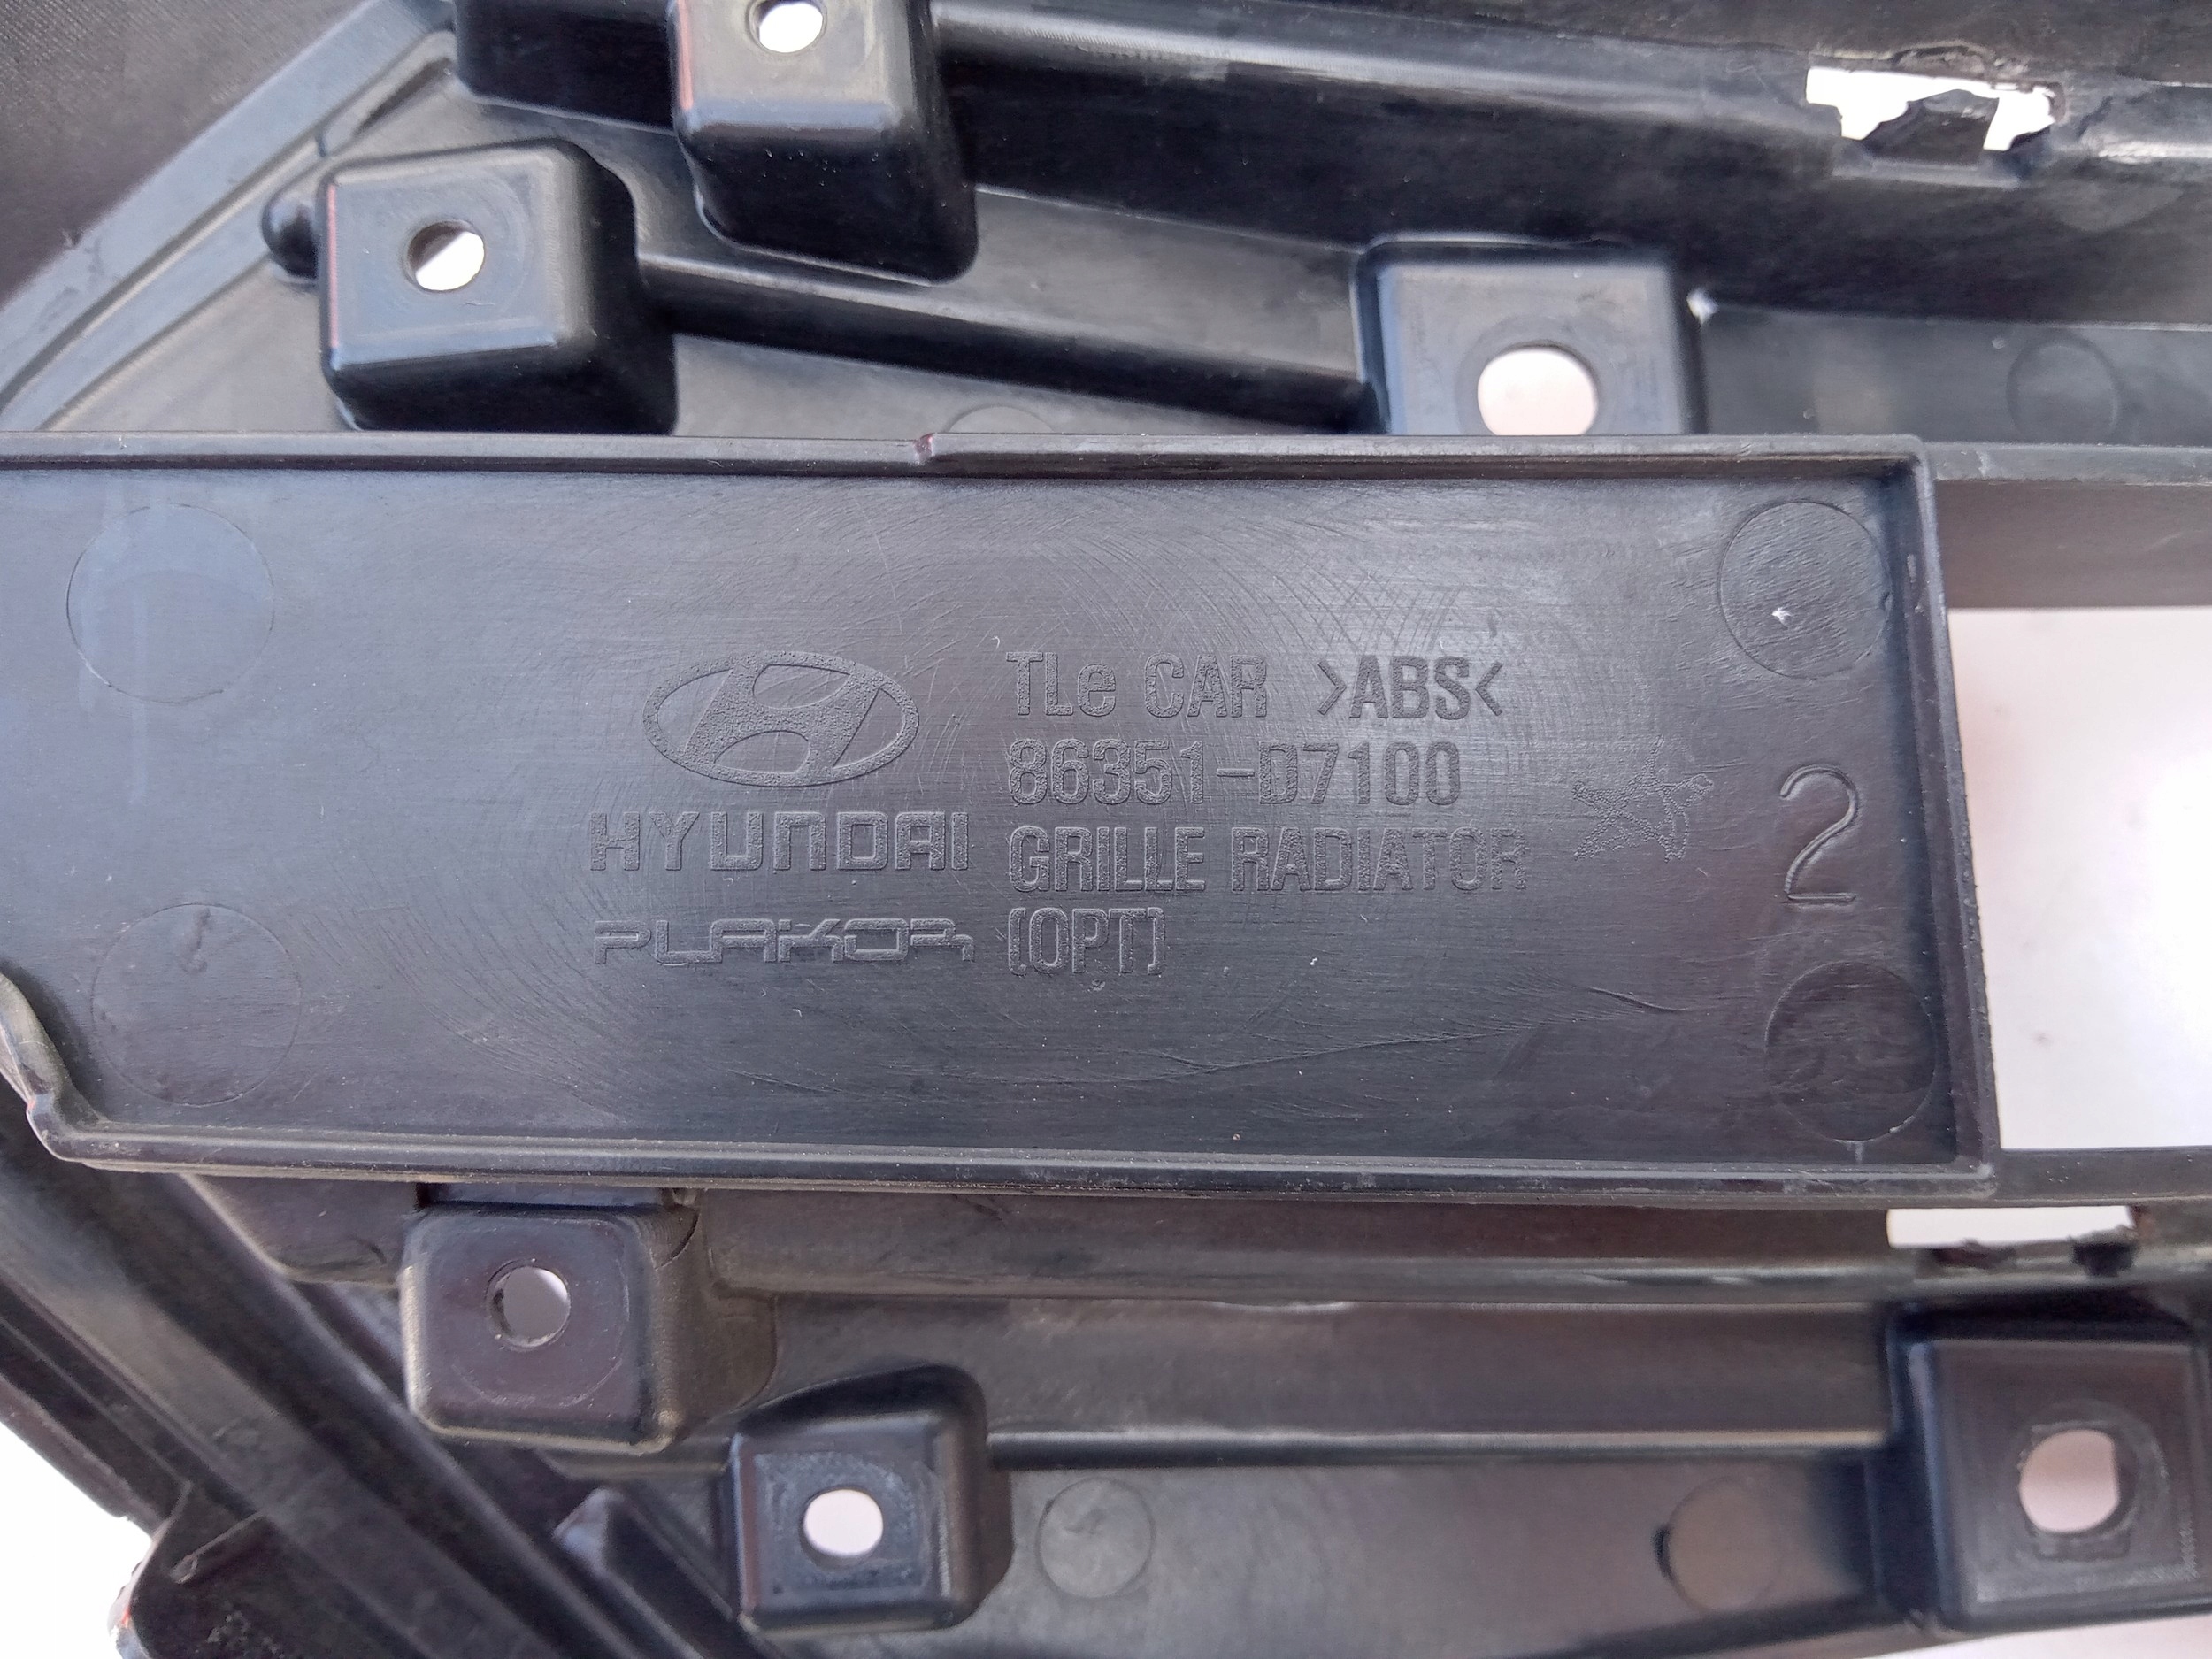 TLe CAR >ABS<
86351-D7100
HYUNDAI
GRILLE RADIATOR
PLAKOR
(OPT)
2